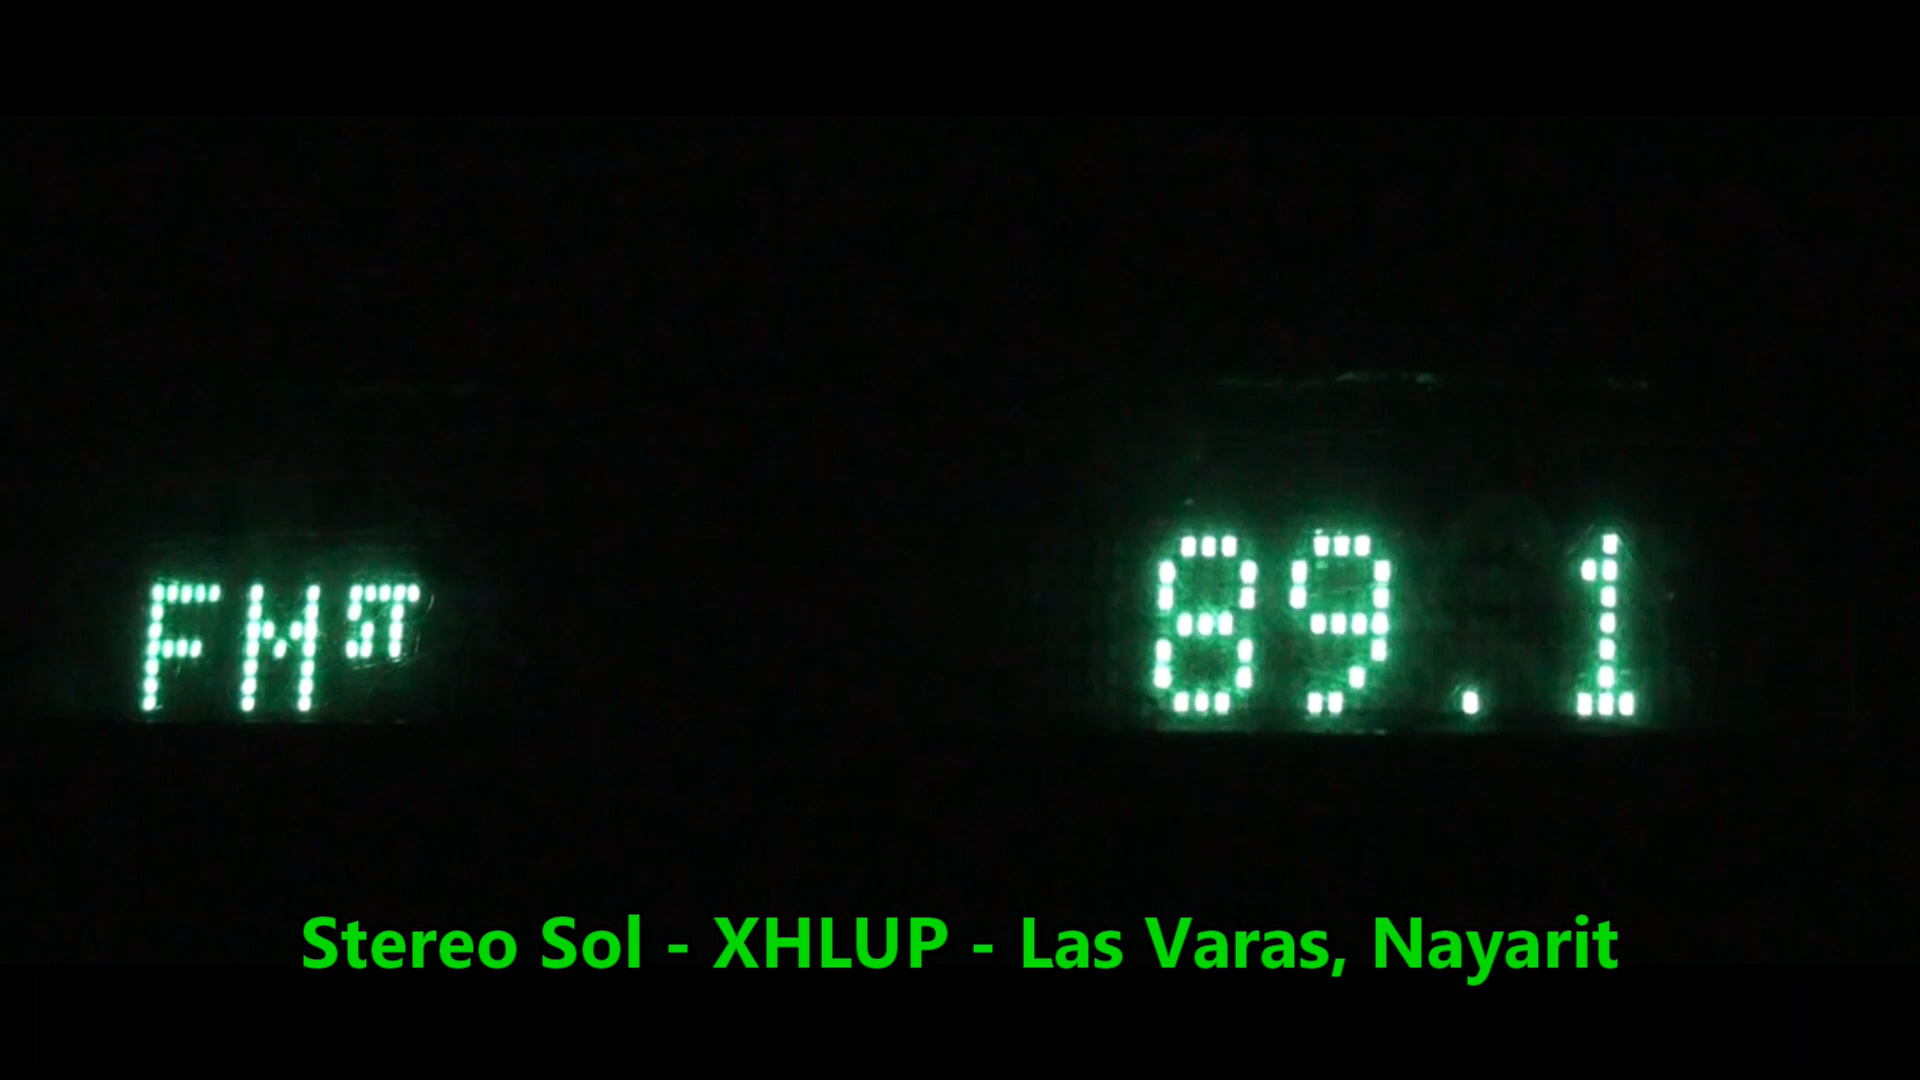 FM ST 89.1
Stereo Sol - XHLUP - Las Varas, Nayarit